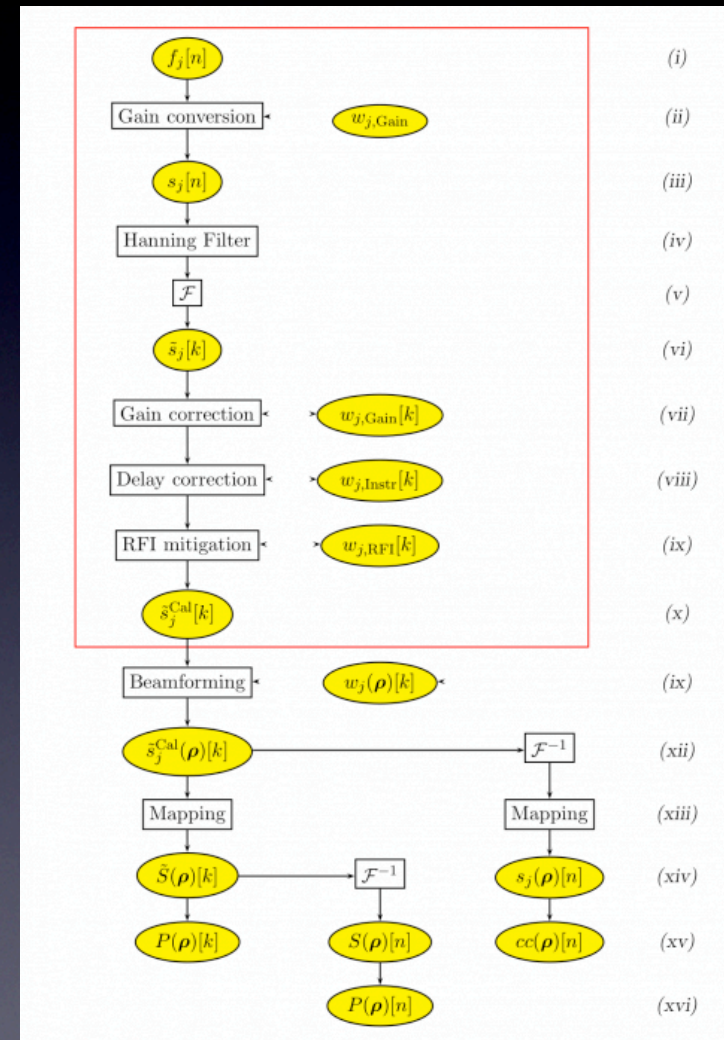 f_j[n] (i)
Gain conversion w_{j,Gain} (ii)
s_j[n] (iii)
Hanning Filter (iv)
ℱ (v)
s̃_j[k] (vi)
Gain correction w_{j,Gain}[k] (vii)
Delay correction w_{j,Instr}[k] (viii)
RFI mitigation w_{j,RFI}[k] (ix)
s̃_j^{Cal}[k] (x)
Beamforming w_j(ρ)[k] (ix)
s̃_j^{Cal}(ρ)[k] ℱ^{-1} (xii)
Mapping Mapping (xiii)
S̃(ρ)[k] ℱ^{-1} s_j(ρ)[n] (xiv)
P(ρ)[k] S(ρ)[n] cc(ρ)[n] (xv)
P(ρ)[n] (xvi)